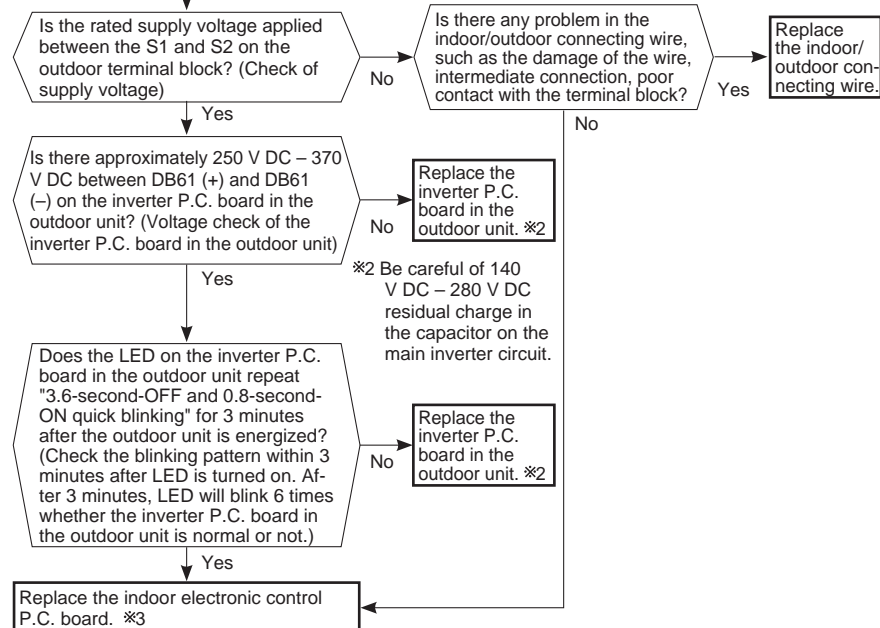 Is the rated supply voltage applied
between the S1 and S2 on the
outdoor terminal block? (Check of
supply voltage)
No
Is there any problem in the
indoor/outdoor connecting wire,
such as the damage of the wire,
intermediate connection, poor
contact with the terminal block?
Yes
Replace
the indoor/
outdoor con-
necting wire.
Yes
No
Is there approximately 250 V DC – 370
V DC between DB61 (+) and DB61
(–) on the inverter P.C. board in the
outdoor unit? (Voltage check of the
inverter P.C. board in the outdoor unit)
No
Replace the
inverter P.C.
board in the
outdoor unit. ※2
Yes
※2 Be careful of 140
V DC – 280 V DC
residual charge in
the capacitor on the
main inverter circuit.
Does the LED on the inverter P.C.
board in the outdoor unit repeat
"3.6-second-OFF and 0.8-second-
ON quick blinking" for 3 minutes
after the outdoor unit is energized?
(Check the blinking pattern within 3
minutes after LED is turned on. Af-
ter 3 minutes, LED will blink 6 times
whether the inverter P.C. board in
the outdoor unit is normal or not.)
No
Replace the
inverter P.C.
board in the
outdoor unit. ※2
Yes
Replace the indoor electronic control
P.C. board. ※3